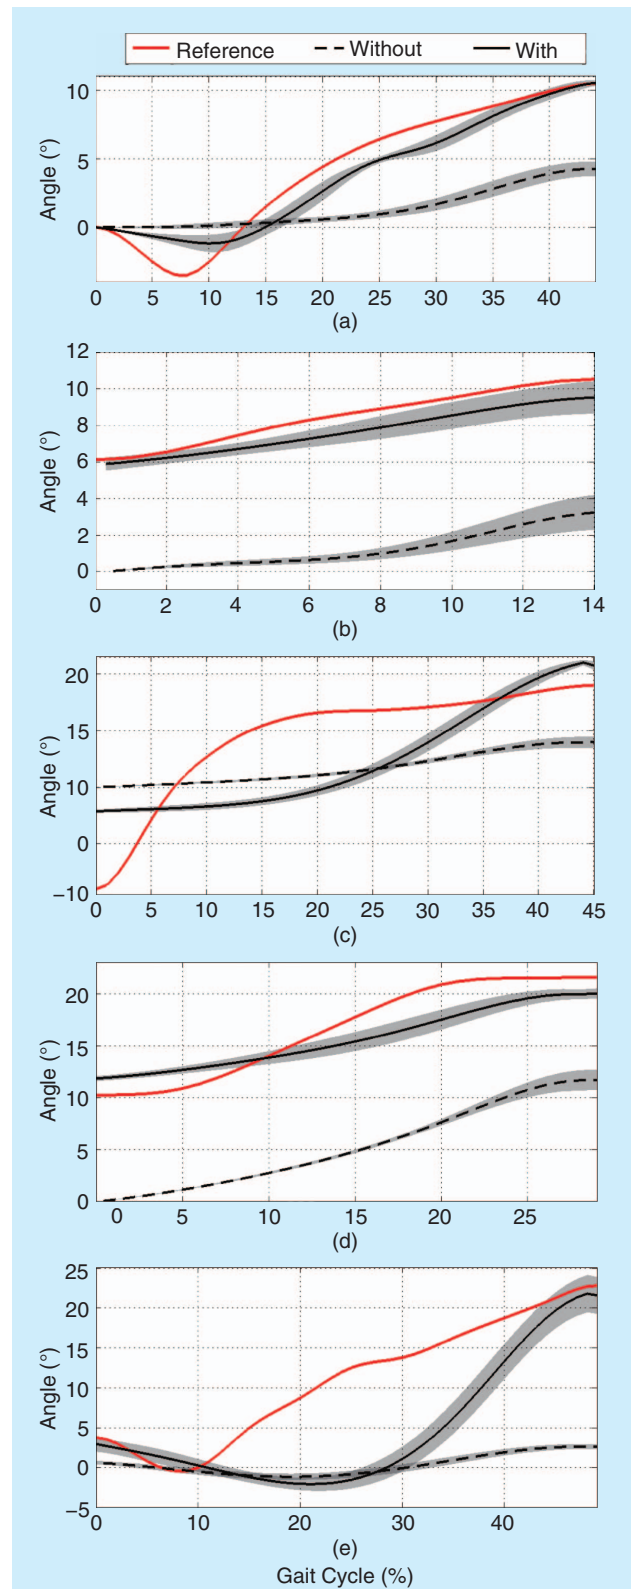 Reference Without With
10
5
0
Angle (°)
0 5 10 15 20 25 30 35 40
(a)
12
10
8
6
4
2
0
Angle (°)
0 2 4 6 8 10 12 14
(b)
20
15
10
0
−10
Angle (°)
0 5 10 15 20 25 30 35 40 45
(c)
20
15
10
5
0
Angle (°)
0 5 10 15 20 25
(d)
25
20
15
10
5
0
−5
Angle (°)
0 10 20 30 40
(e)
Gait Cycle (%)